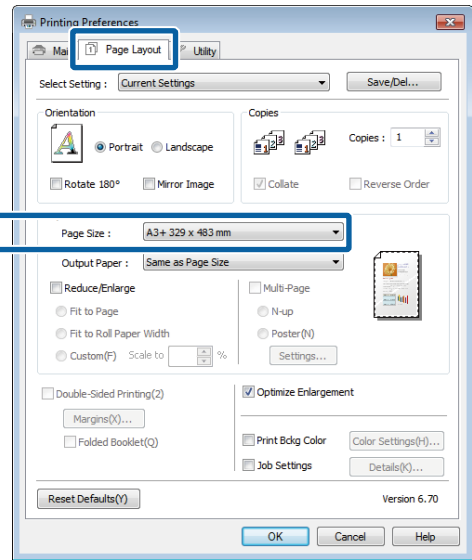 Printing Preferences
Mai Page Layout Utility
Select Setting : Current Settings Save/Del...
Orientation Copies
Portrait Landscape Copies : 1
Rotate 180° Mirror Image Collate Reverse Order
Page Size : A3+ 329 x 483 mm
Output Paper : Same as Page Size
Reduce/Enlarge Multi-Page
Fit to Page N-up
Fit to Roll Paper Width Poster(N)
Custom(F) Scale to % Settings...
Double-Sided Printing(2) Optimize Enlargement
Margins(X)...
Folded Booklet(Q) Print Bckg Color Color Settings(H)...
Job Settings Details(K)...
Reset Defaults(Y) Version 6.70
OK Cancel Help